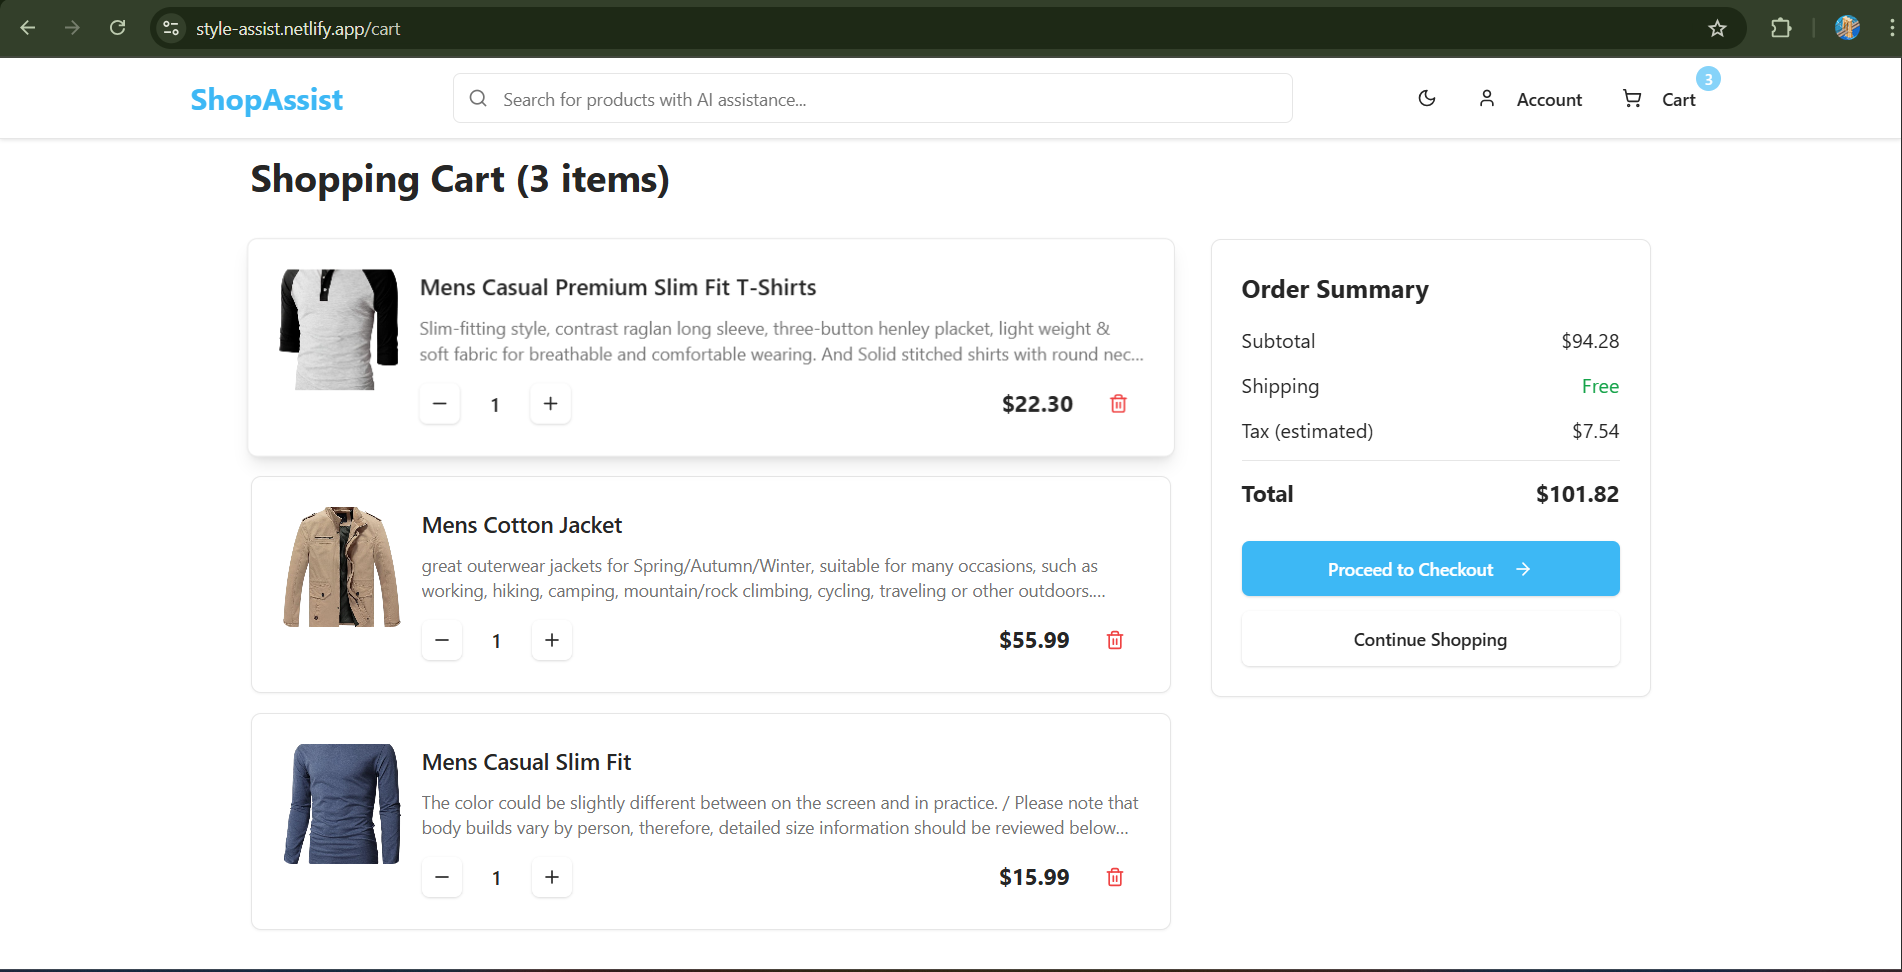 style-assist.netlify.app/cart
ShopAssist
Search for products with AI assistance...
Account
Cart
3
Shopping Cart (3 items)
Mens Casual Premium Slim Fit T-Shirts
Slim-fitting style, contrast raglan long sleeve, three-button henley placket, light weight &
soft fabric for breathable and comfortable wearing. And Solid stitched shirts with round nec...
1
$22.30
Mens Cotton Jacket
great outerwear jackets for Spring/Autumn/Winter, suitable for many occasions, such as
working, hiking, camping, mountain/rock climbing, cycling, traveling or other outdoors....
1
$55.99
Mens Casual Slim Fit
The color could be slightly different between on the screen and in practice. / Please note that
body builds vary by person, therefore, detailed size information should be reviewed below...
1
$15.99
Order Summary
Subtotal $94.28
Shipping Free
Tax (estimated) $7.54
Total $101.82
Proceed to Checkout
Continue Shopping